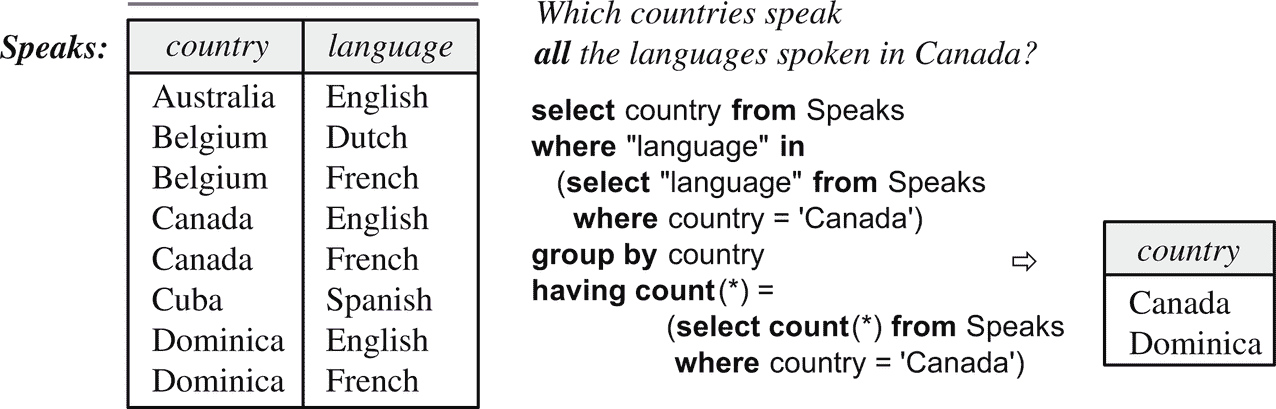 Speaks:
country language
Australia English
Belgium Dutch
Belgium French
Canada English
Canada French
Cuba Spanish
Dominica English
Dominica French
Which countries speak
all the languages spoken in Canada?
select country from Speaks
where "language" in
(select "language" from Speaks
where country = 'Canada')
group by country
having count(*) =
(select count(*) from Speaks
where country = 'Canada')
⇨
country
Canada
Dominica